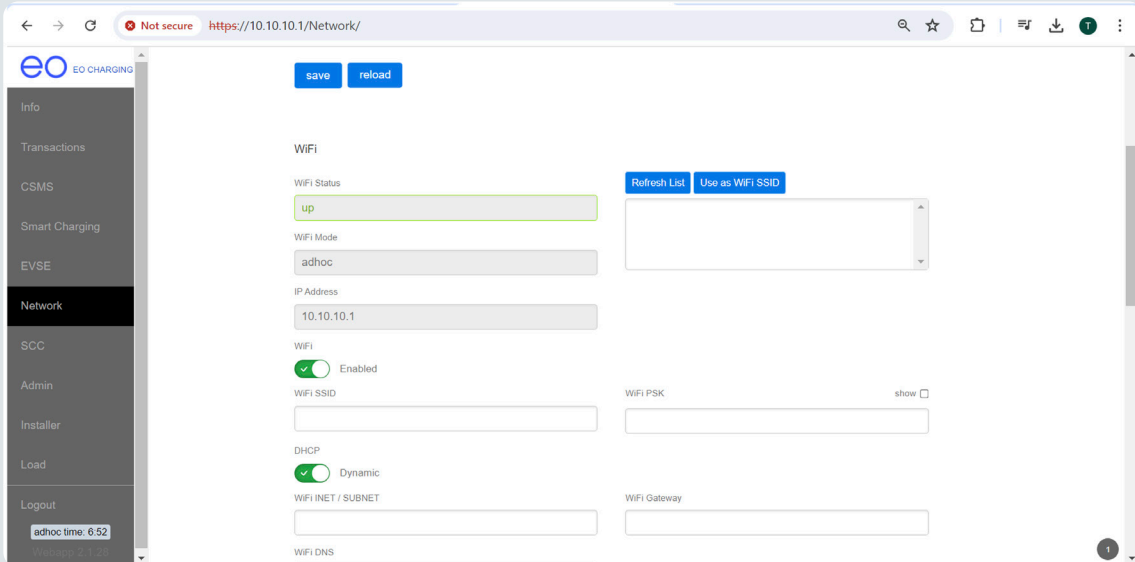 Not secure https://10.10.10.1/Network/
T
eo EO CHARGING
Info
Transactions
CSMS
Smart Charging
EVSE
Network
SCC
Admin
Installer
Load
Logout
adhoc time: 6:52
Webapp 2.1.28
save reload
WiFi
WiFi Status
up
Refresh List Use as WiFi SSID
WiFi Mode
adhoc
IP Address
10.10.10.1
WiFi
Enabled
WiFi SSID
WiFi PSK show
DHCP
Dynamic
WiFi INET / SUBNET
WiFi Gateway
WiFi DNS
1